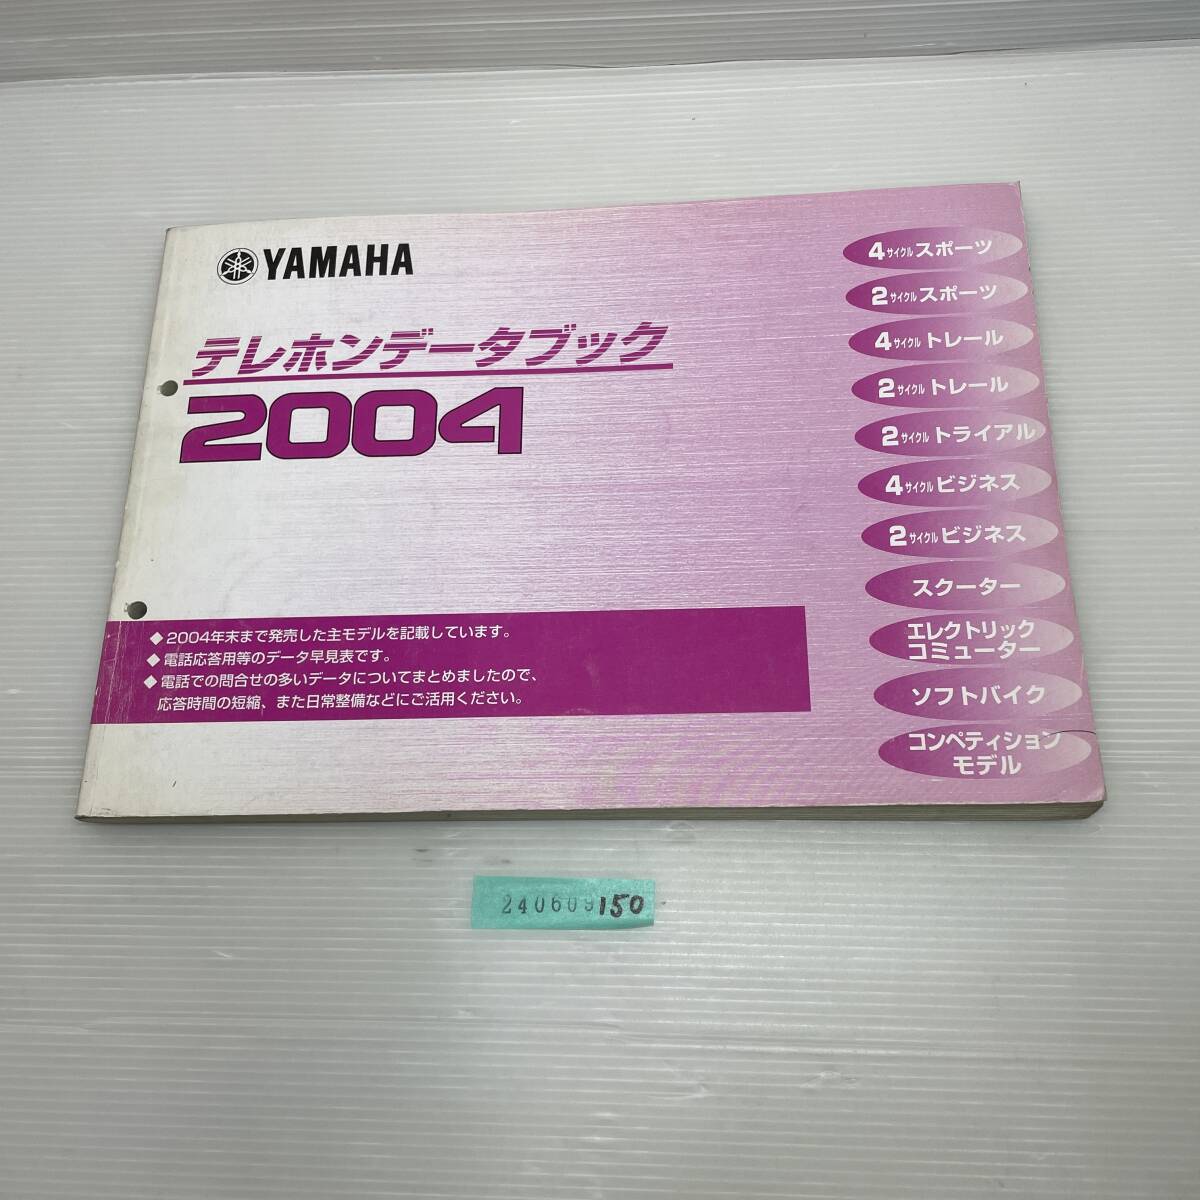 YAMAHA
テレホンデータブック
2004
◆2004年末まで発売した主モデルを記載しています。
◆電話応答用等のデータ早見表です。
◆電話での問合せの多いデータについてまとめましたので、
応答時間の短縮、また日常整備などにご活用ください。
4サイクルスポーツ
2サイクルスポーツ
4サイクルトレール
2サイクルトレール
2サイクルトライアル
4サイクルビジネス
2サイクルビジネス
スクーター
エレクトリック
コミューター
ソフトバイク
コンペティション
モデル
240609150